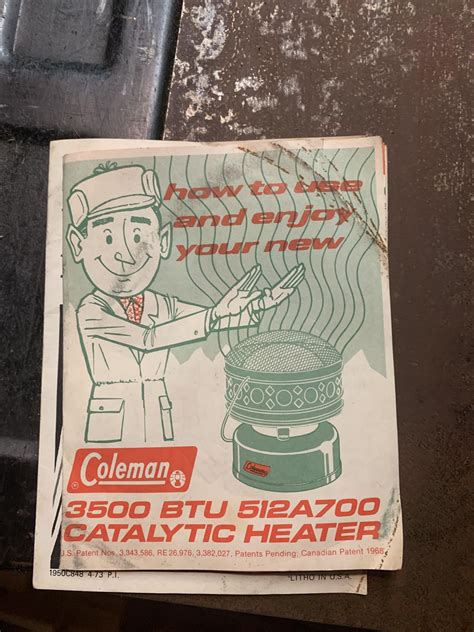 how to use
and enjoy
your new
Coleman
3500 BTU 512A700
CATALYTIC HEATER
U.S. Patent Nos. 3,343,586, RE 26,976, 3,382,027, Patents Pending; Canadian Patent 1968
1950C848 4-73 P.I.
"LITHO IN U.S.A.